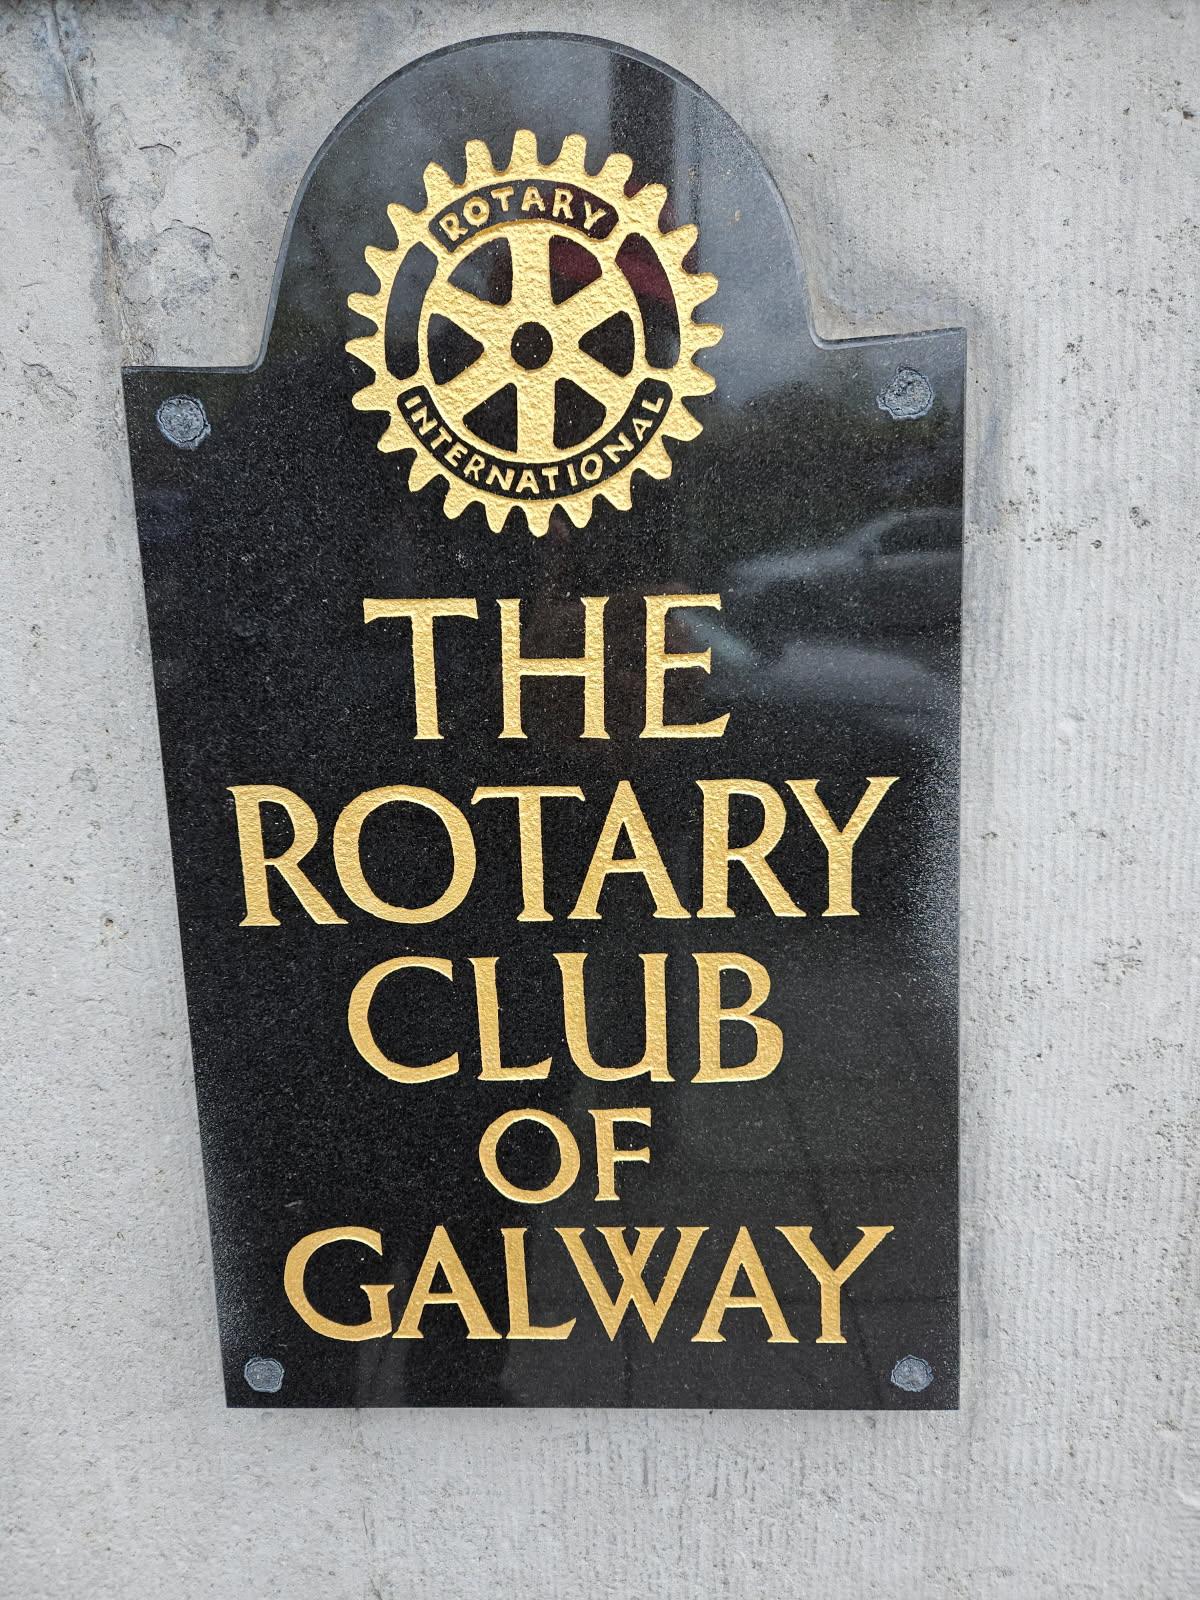 ROTARY
INTERNATIONAL
THE
ROTARY
CLUB
OF
GALWAY